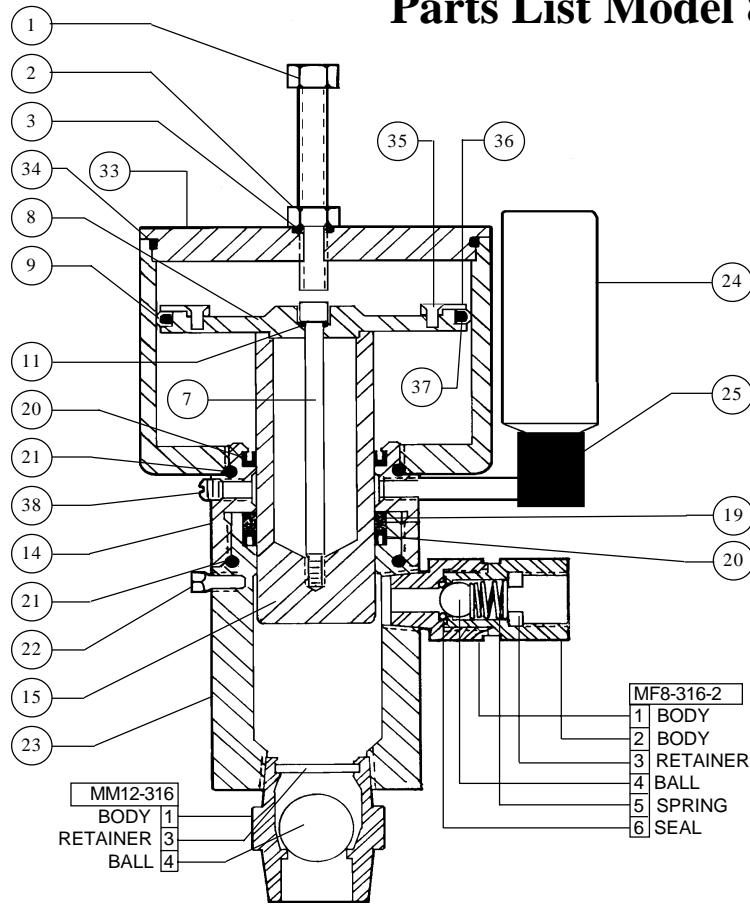 Parts List Model
1
2
3
34
33
8
9
11
7
20
21
38
14
21
22
15
23
35
36
37
24
25
19
20
MF8-316-2
1 BODY
2 BODY
3 RETAINER
4 BALL
5 SPRING
6 SEAL
MM12-316
BODY 1
RETAINER 3
BALL 4